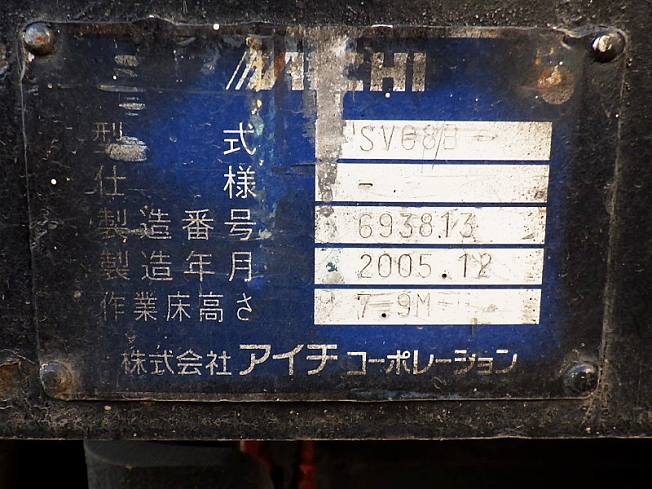 AICHI
型 式 SV08B
仕 様 -
製造番号 693813
製造年月 2005.12
作業床高さ 7.9M
株式会社 アイチ コーポレーション